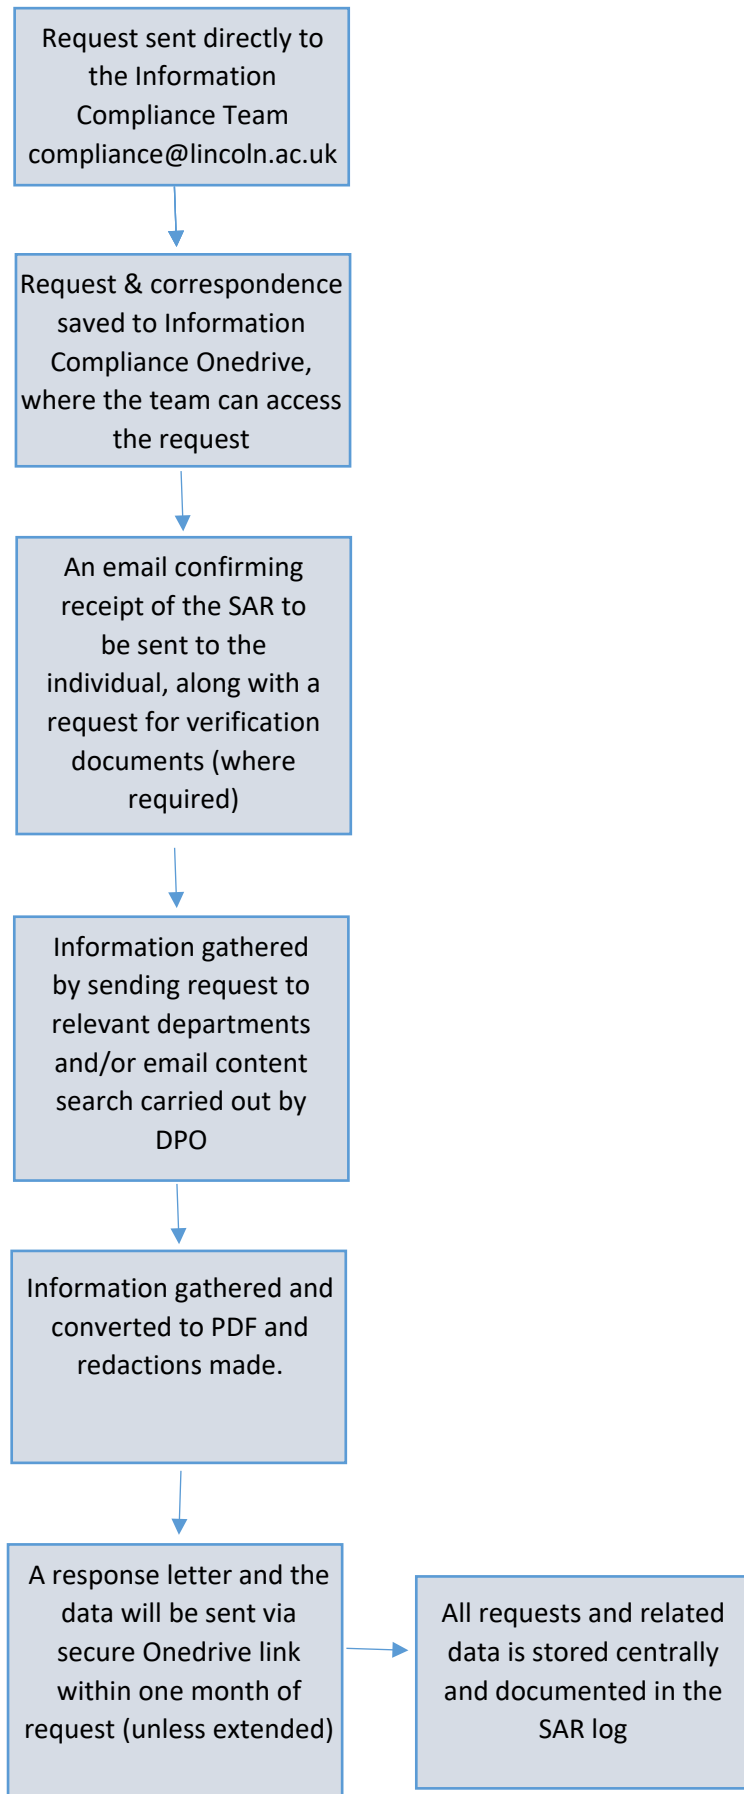 Request sent directly to
the Information
Compliance Team
compliance@lincoln.ac.uk
Request & correspondence
saved to Information
Compliance Onedrive,
where the team can access
the request
An email confirming
receipt of the SAR to
be sent to the
individual, along with a
request for verification
documents (where
required)
Information gathered
by sending request to
relevant departments
and/or email content
search carried out by
DPO
Information gathered and
converted to PDF and
redactions made.
A response letter and the
data will be sent via
secure Onedrive link
within one month of
request (unless extended)
All requests and related
data is stored centrally
and documented in the
SAR log